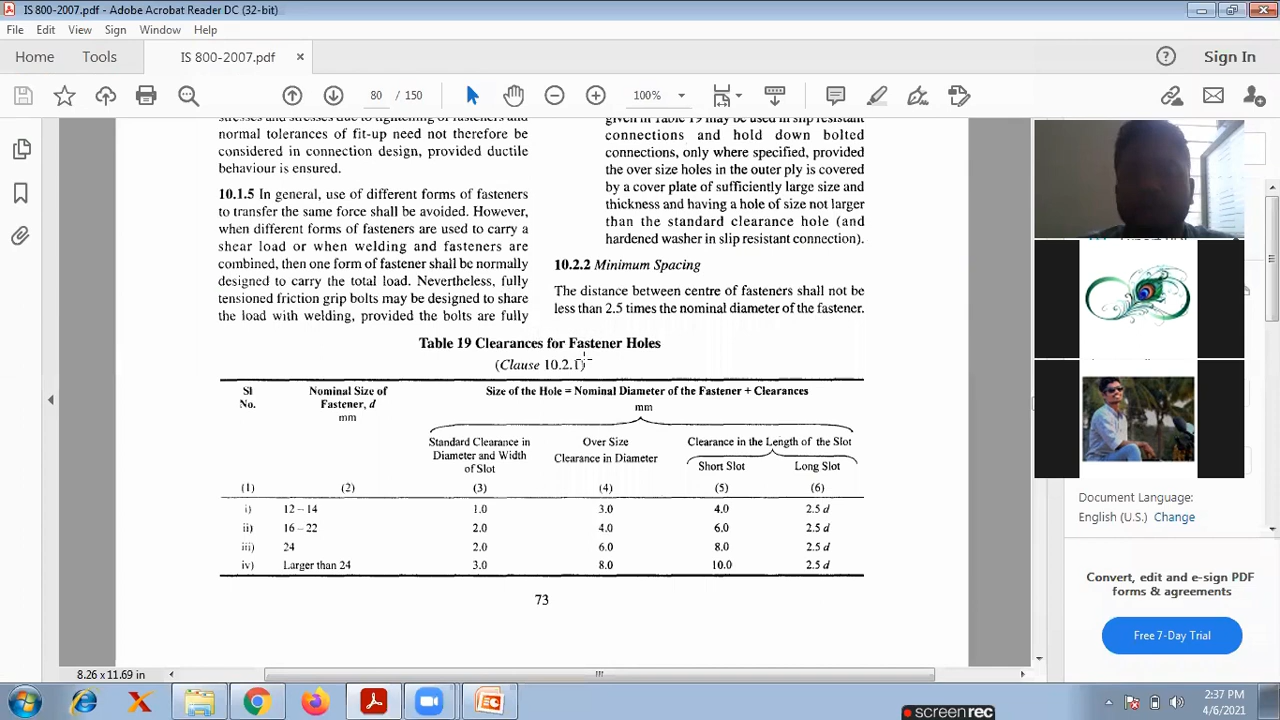 IS 800-2007.pdf - Adobe Acrobat Reader DC (32-bit)
File Edit View Sign Window Help
Home Tools IS 800-2007.pdf × Sign In
80 / 150 100%
stresses and stresses due to tightening of fasteners and
normal tolerances of fit-up need not therefore be
considered in connection design, provided ductile
behaviour is ensured.
10.1.5 In general, use of different forms of fasteners
to transfer the same force shall be avoided. However,
when different forms of fasteners are used to carry a
shear load or when welding and fasteners are
combined, then one form of fastener shall be normally
designed to carry the total load. Nevertheless, fully
tensioned friction grip bolts may be designed to share
the load with welding, provided the bolts are fully
given in Table 19 may be used in slip resistant
connections and hold down bolted
connections, only where specified, provided
the over size holes in the outer ply is covered
by a cover plate of sufficiently large size and
thickness and having a hole of size not larger
than the standard clearance hole (and
hardened washer in slip resistant connection).
10.2.2 Minimum Spacing
The distance between centre of fasteners shall not be
less than 2.5 times the nominal diameter of the fastener.
Table 19 Clearances for Fastener Holes
(Clause 10.2.1)
Sl
No.
Nominal Size of
Fastener, d
mm
Size of the Hole = Nominal Diameter of the Fastener + Clearances
mm
Standard Clearance in
Diameter and Width
of Slot
Over Size
Clearance in Diameter
Clearance in the Length of the Slot
Short Slot Long Slot
(1) (2) (3) (4) (5) (6)
i) 12 – 14 1.0 3.0 4.0 2.5 d
ii) 16 – 22 2.0 4.0 6.0 2.5 d
iii) 24 2.0 6.0 8.0 2.5 d
iv) Larger than 24 3.0 8.0 10.0 2.5 d
73
8.26 x 11.69 in
Document Language:
English (U.S.) Change
Convert, edit and e-sign PDF
forms & agreements
Free 7-Day Trial
2:37 PM
4/6/2021
screenrec